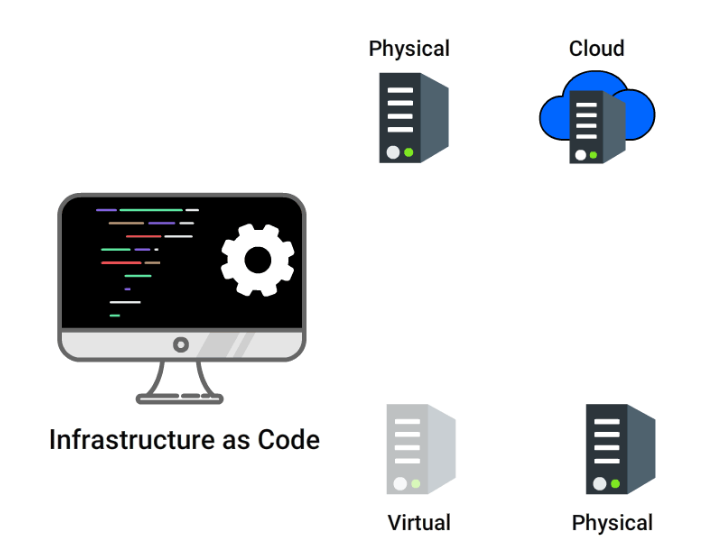 Physical
Cloud
Infrastructure as Code
Virtual
Physical